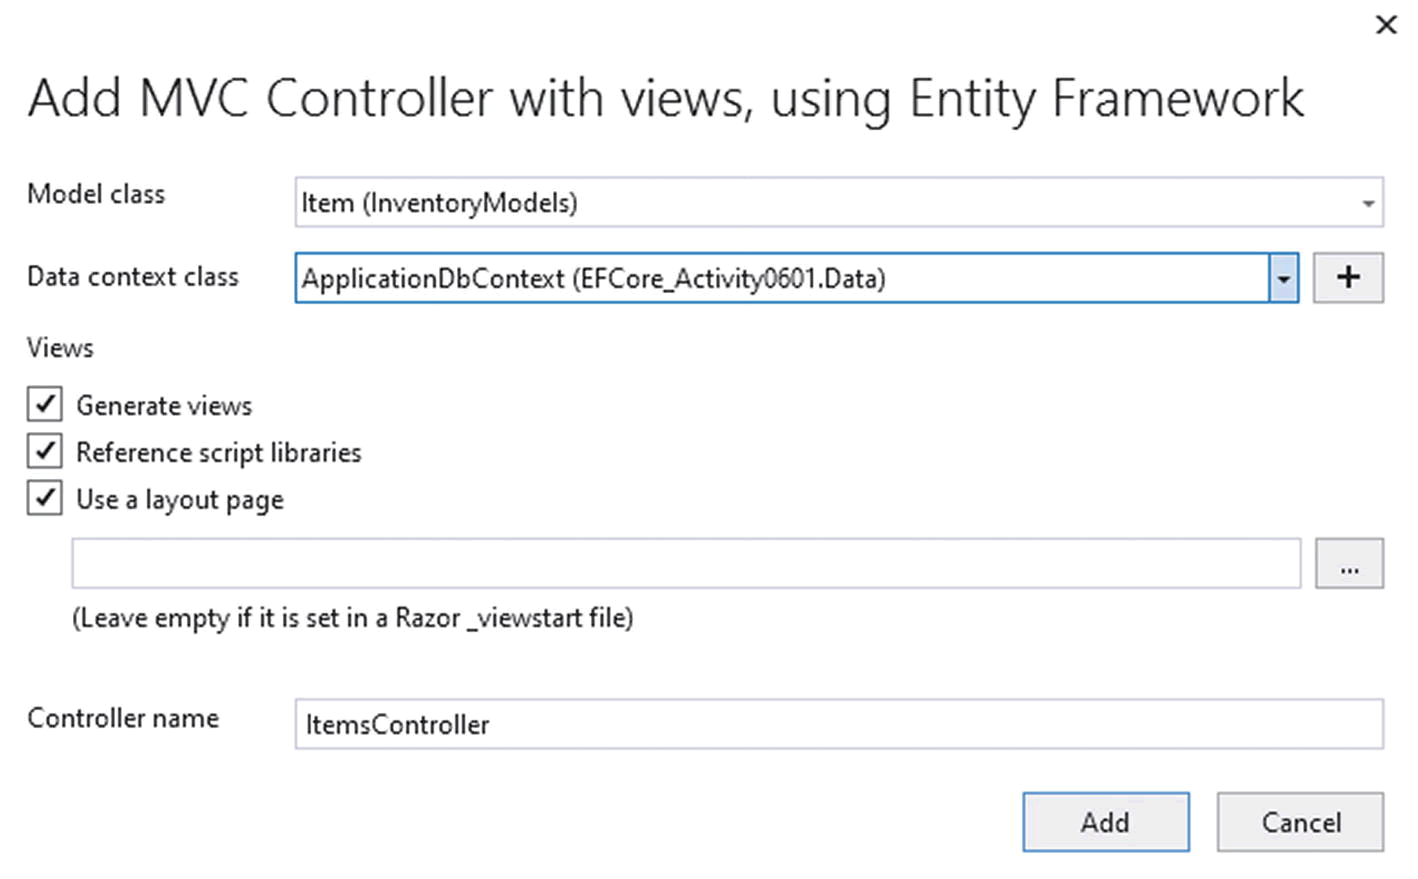 Add MVC Controller with views, using Entity Framework
Model class
Item (InventoryModels)
Data context class
ApplicationDbContext (EFCore_Activity0601.Data)
+
Views
Generate views
Reference script libraries
Use a layout page
...
(Leave empty if it is set in a Razor _viewstart file)
Controller name
ItemsController
Add
Cancel